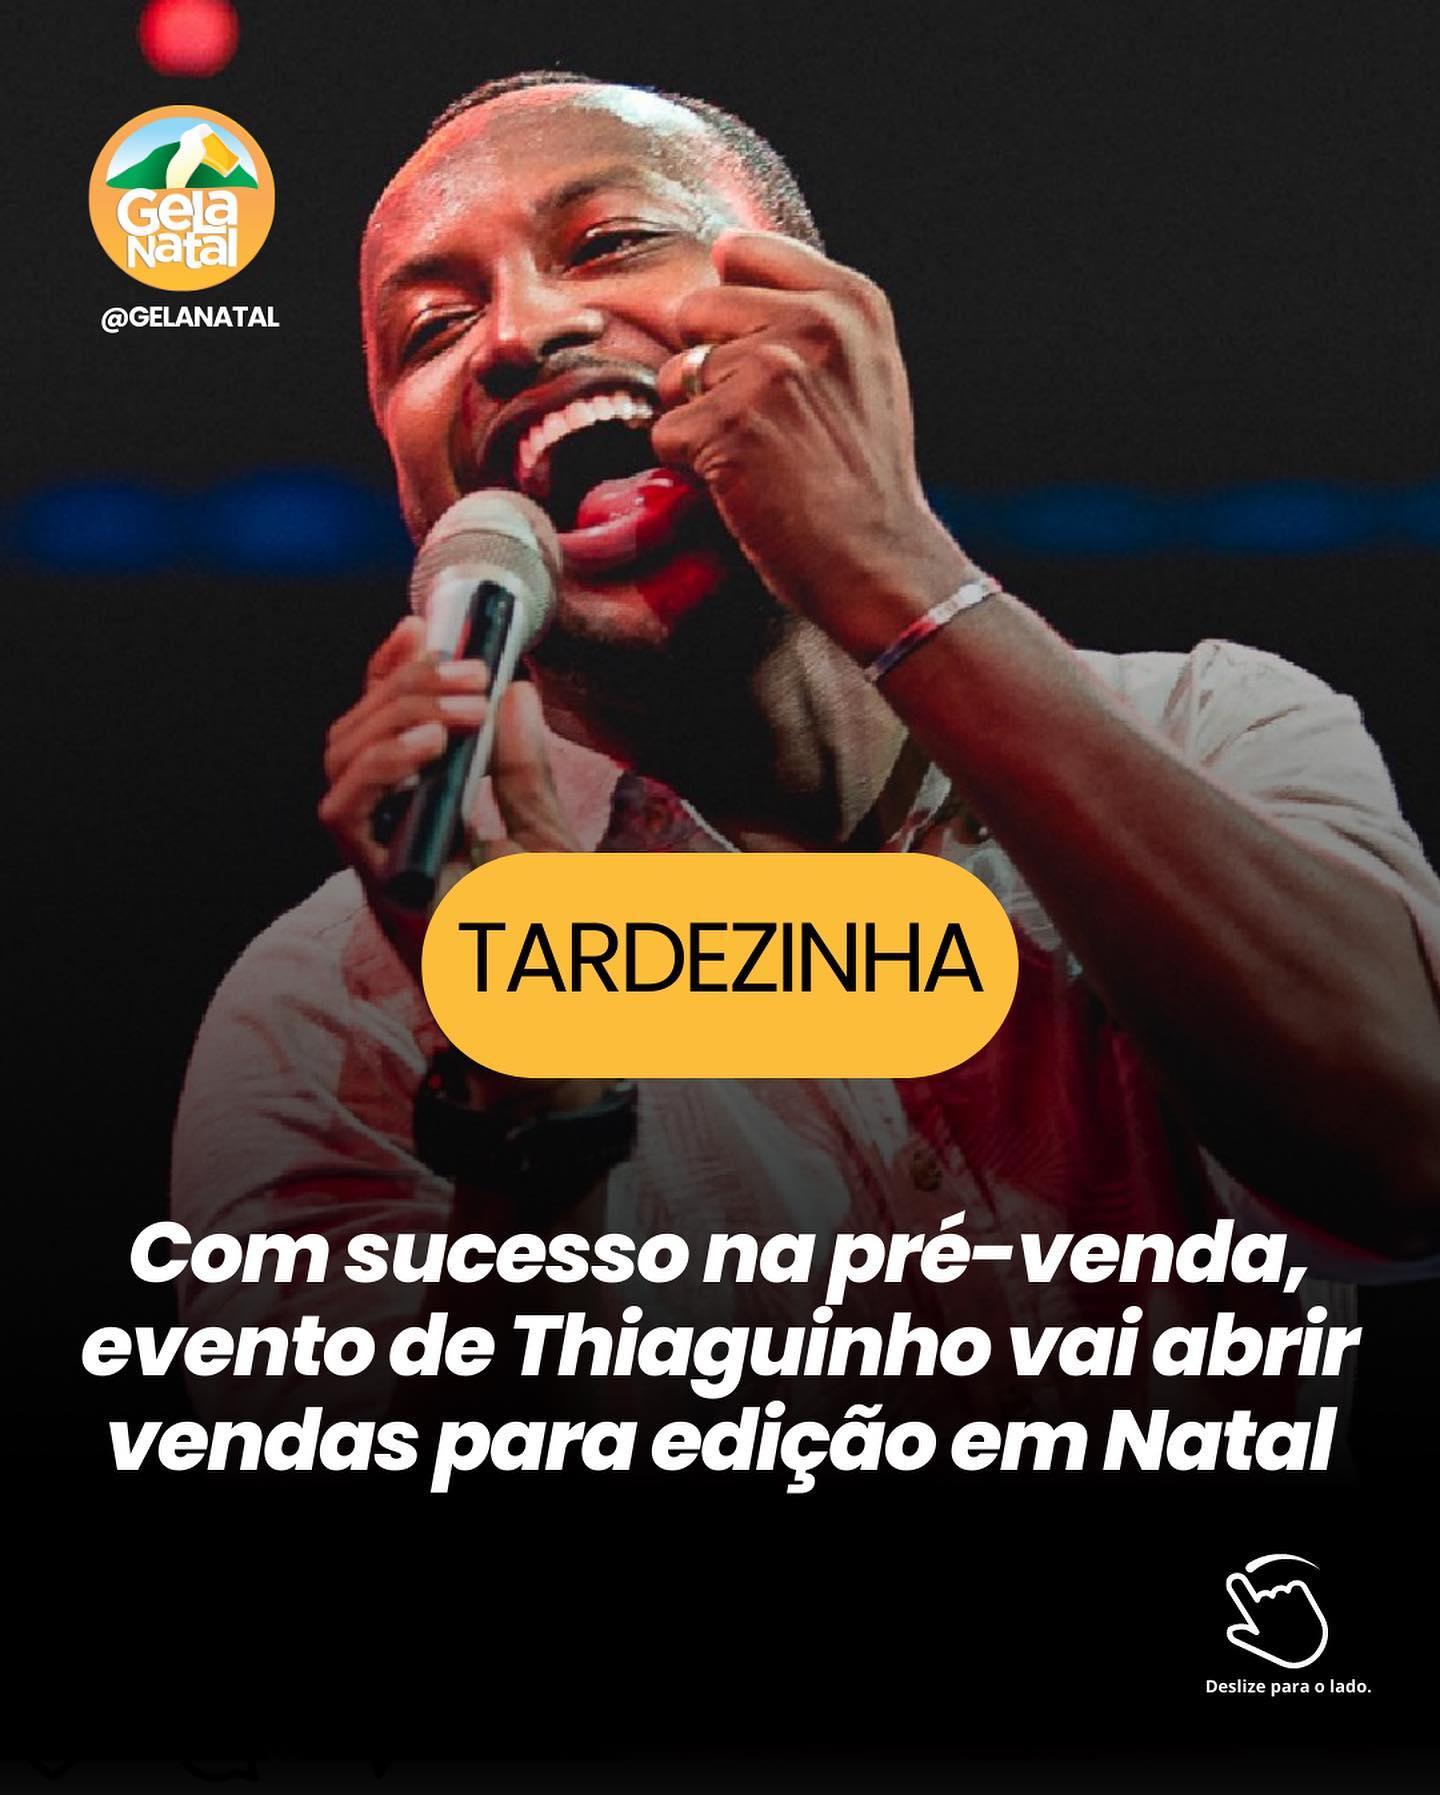 Gela
Natal
@GELANATAL
TARDEZINHA
Com sucesso na pré-venda,
evento de Thiaguinho vai abrir
vendas para edição em Natal
Deslize para o lado.